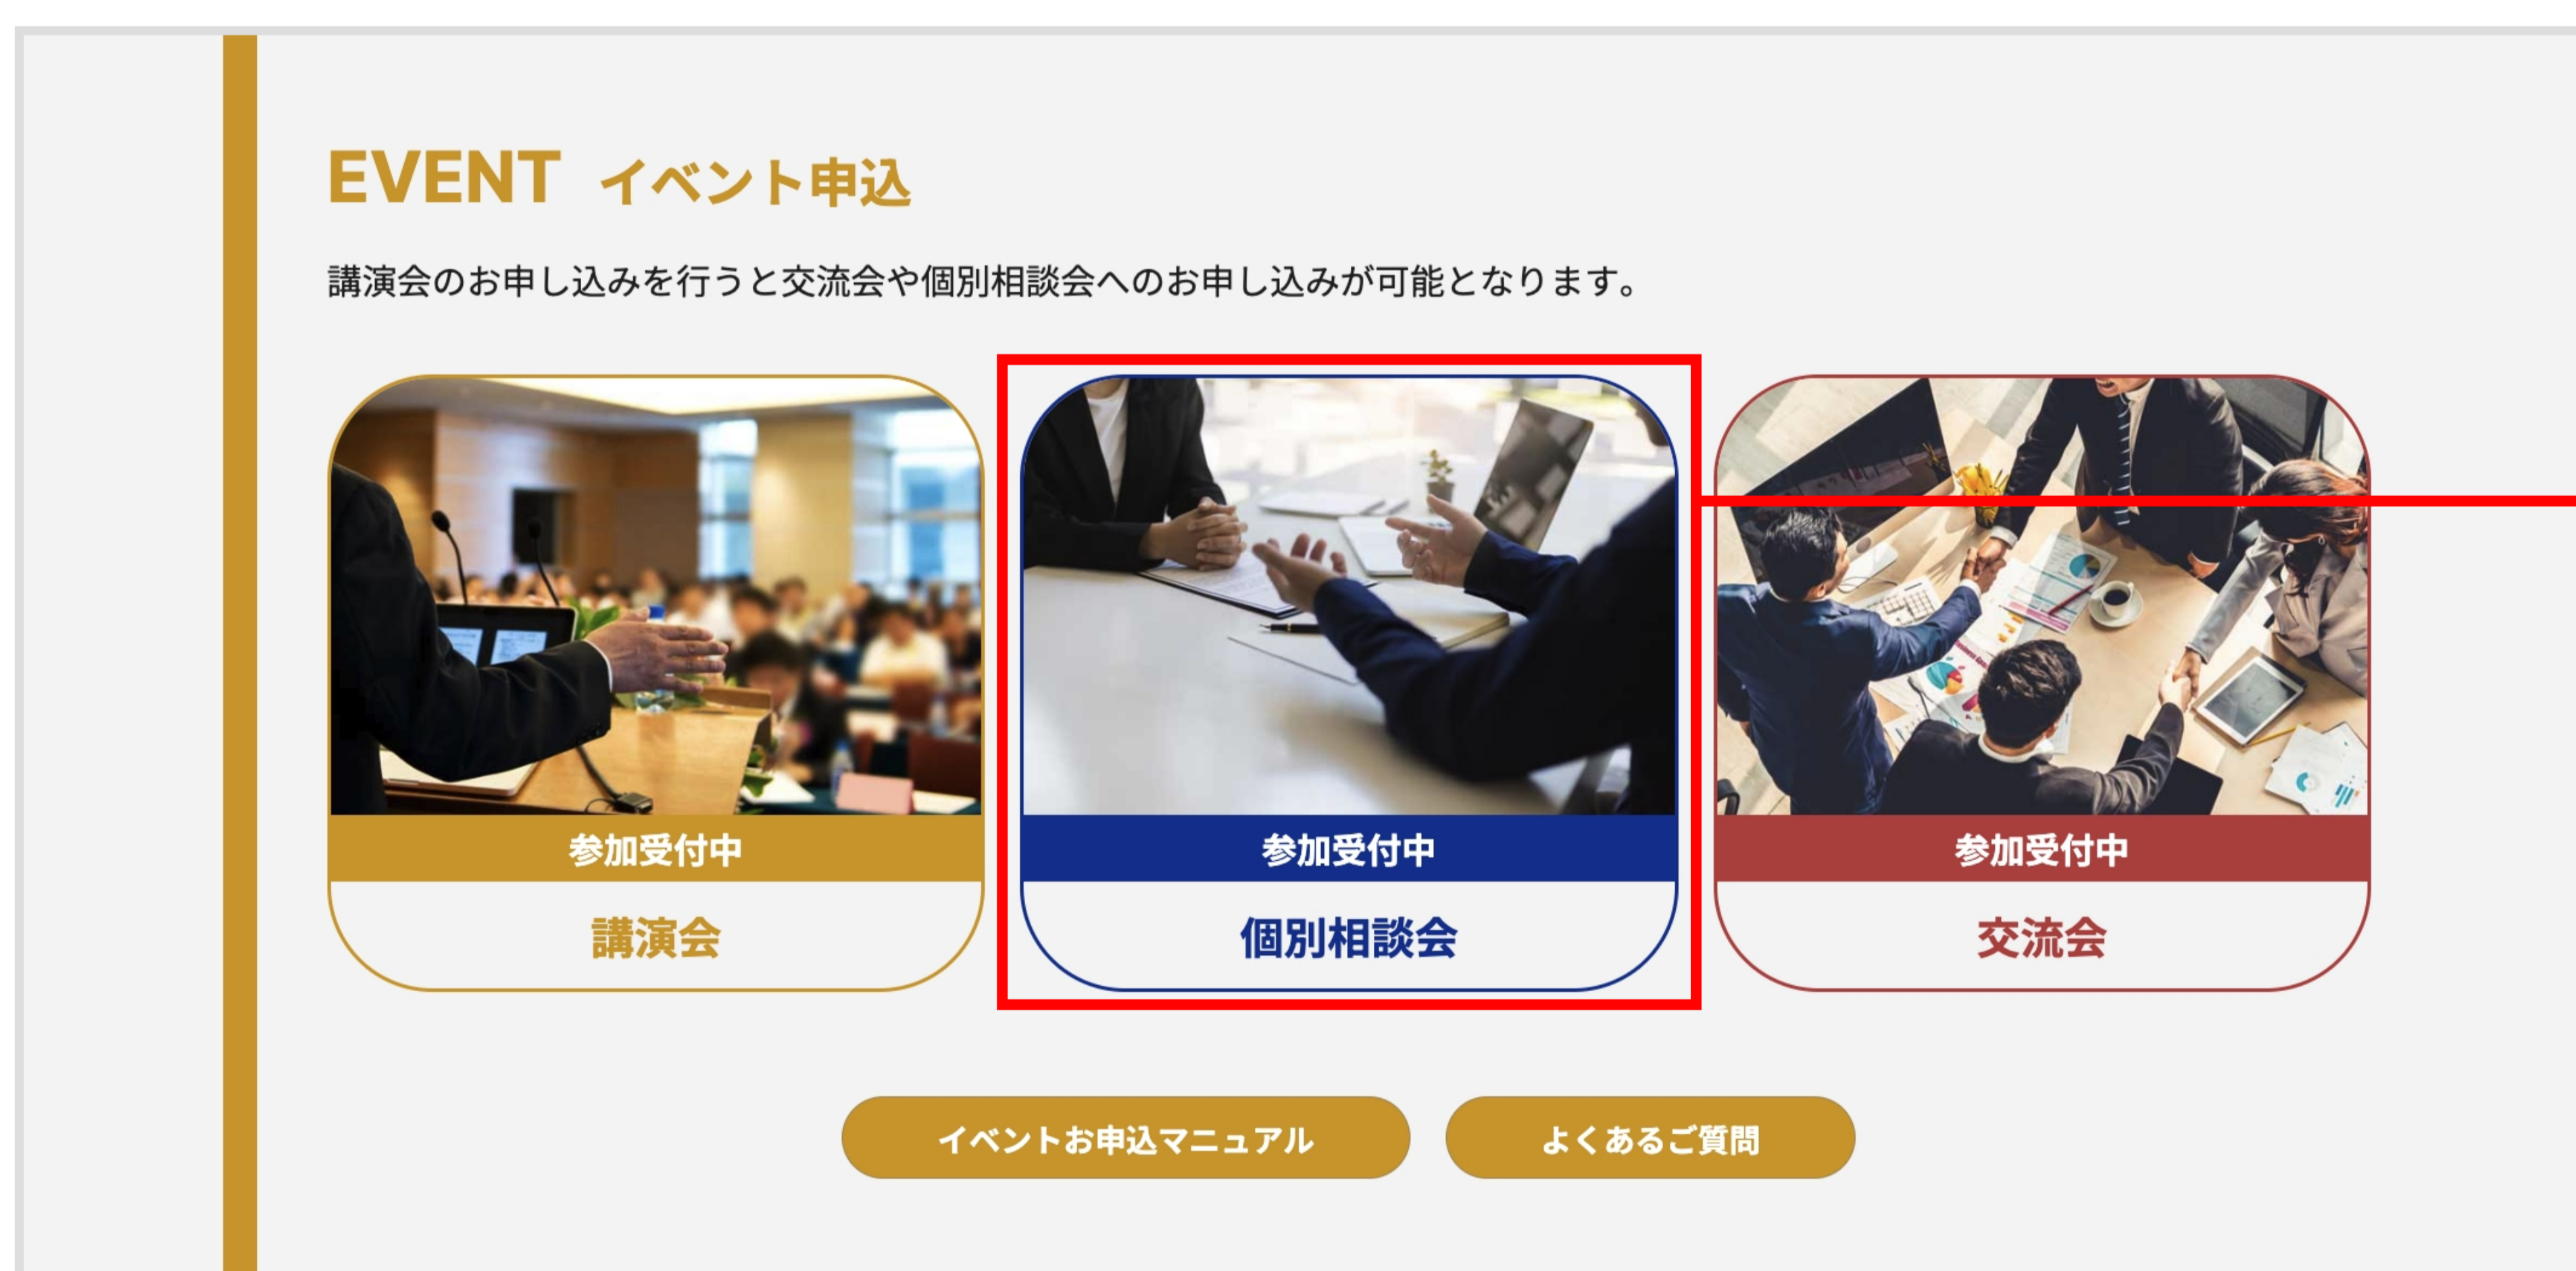 EVENT イベント申込
講演会のお申し込みを行うと交流会や個別相談会へのお申し込みが可能となります。
参加受付中
講演会
参加受付中
個別相談会
参加受付中
交流会
イベントお申込マニュアル
よくあるご質問